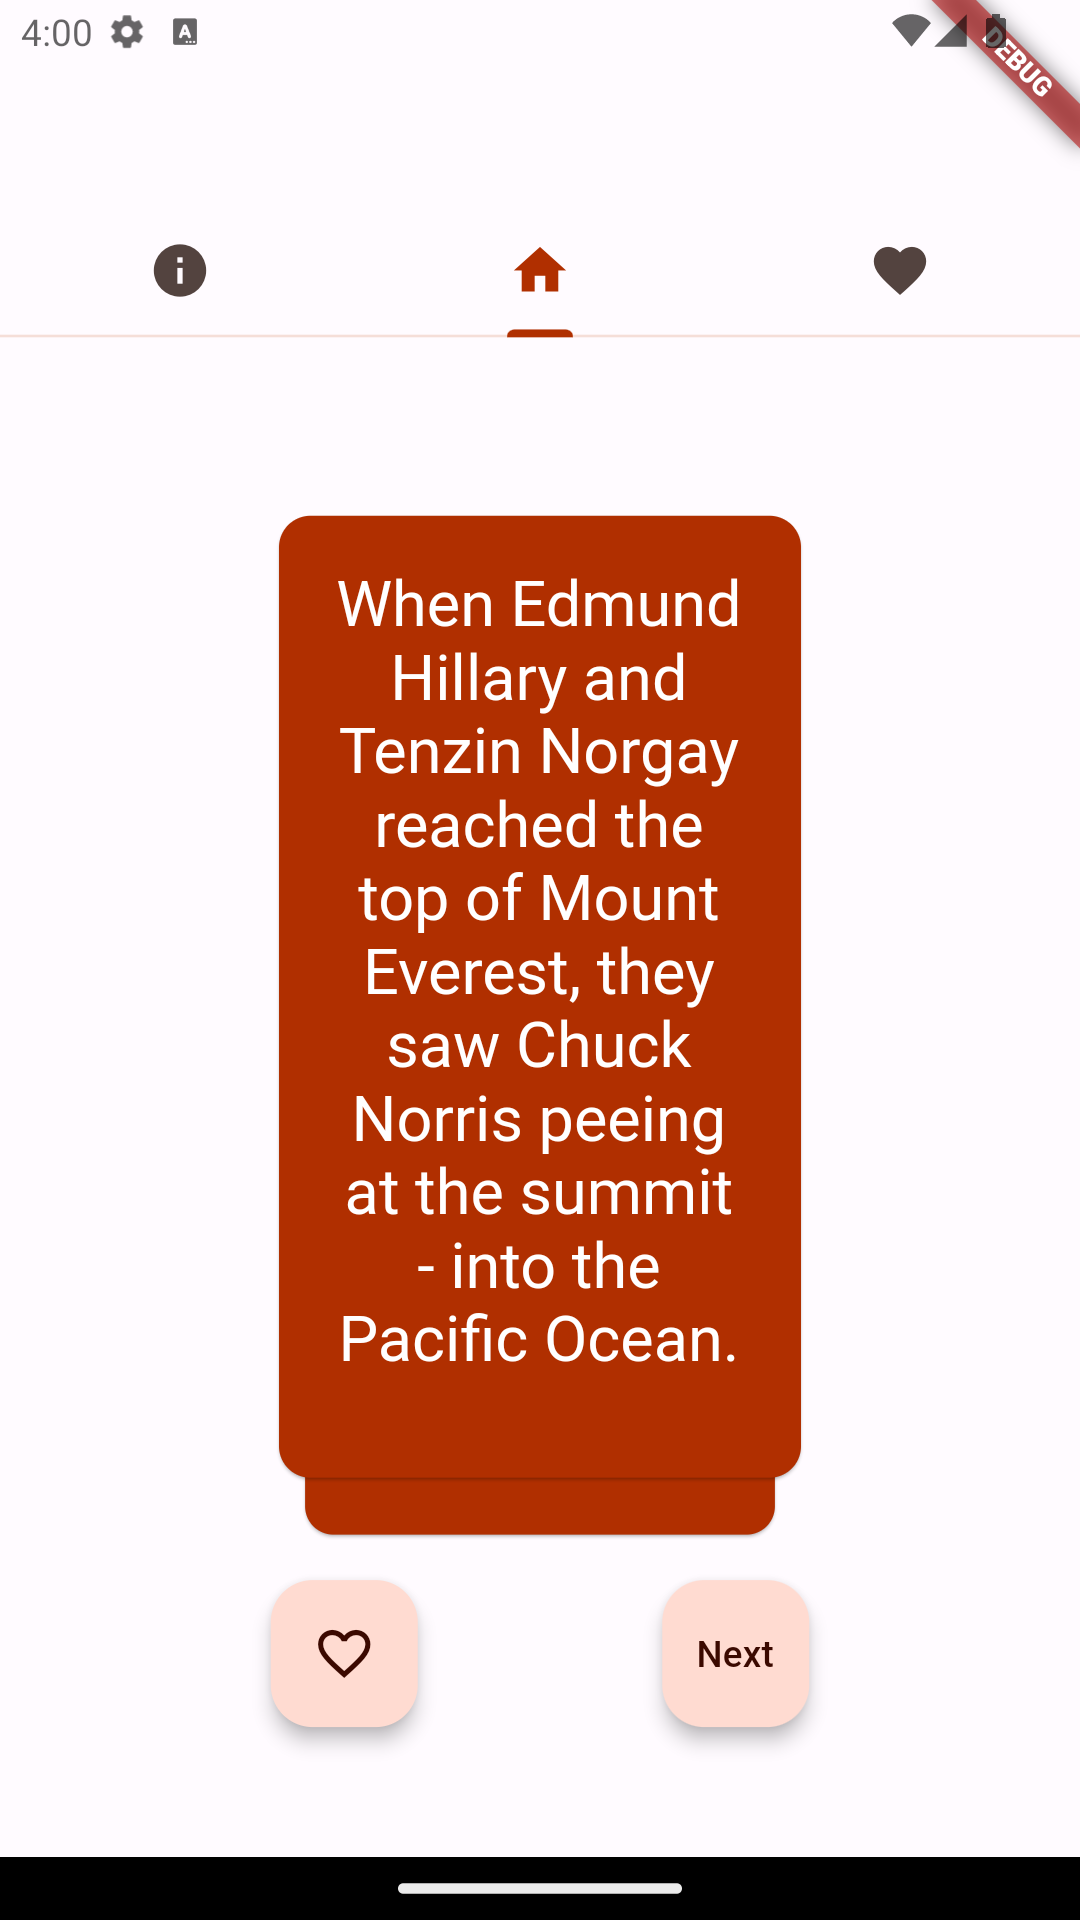 4:00
A
DEBUG
When Edmund
Hillary and
Tenzin Norgay
reached the
top of Mount
Everest, they
saw Chuck
Norris peeing
at the summit
- into the
Pacific Ocean.
Next